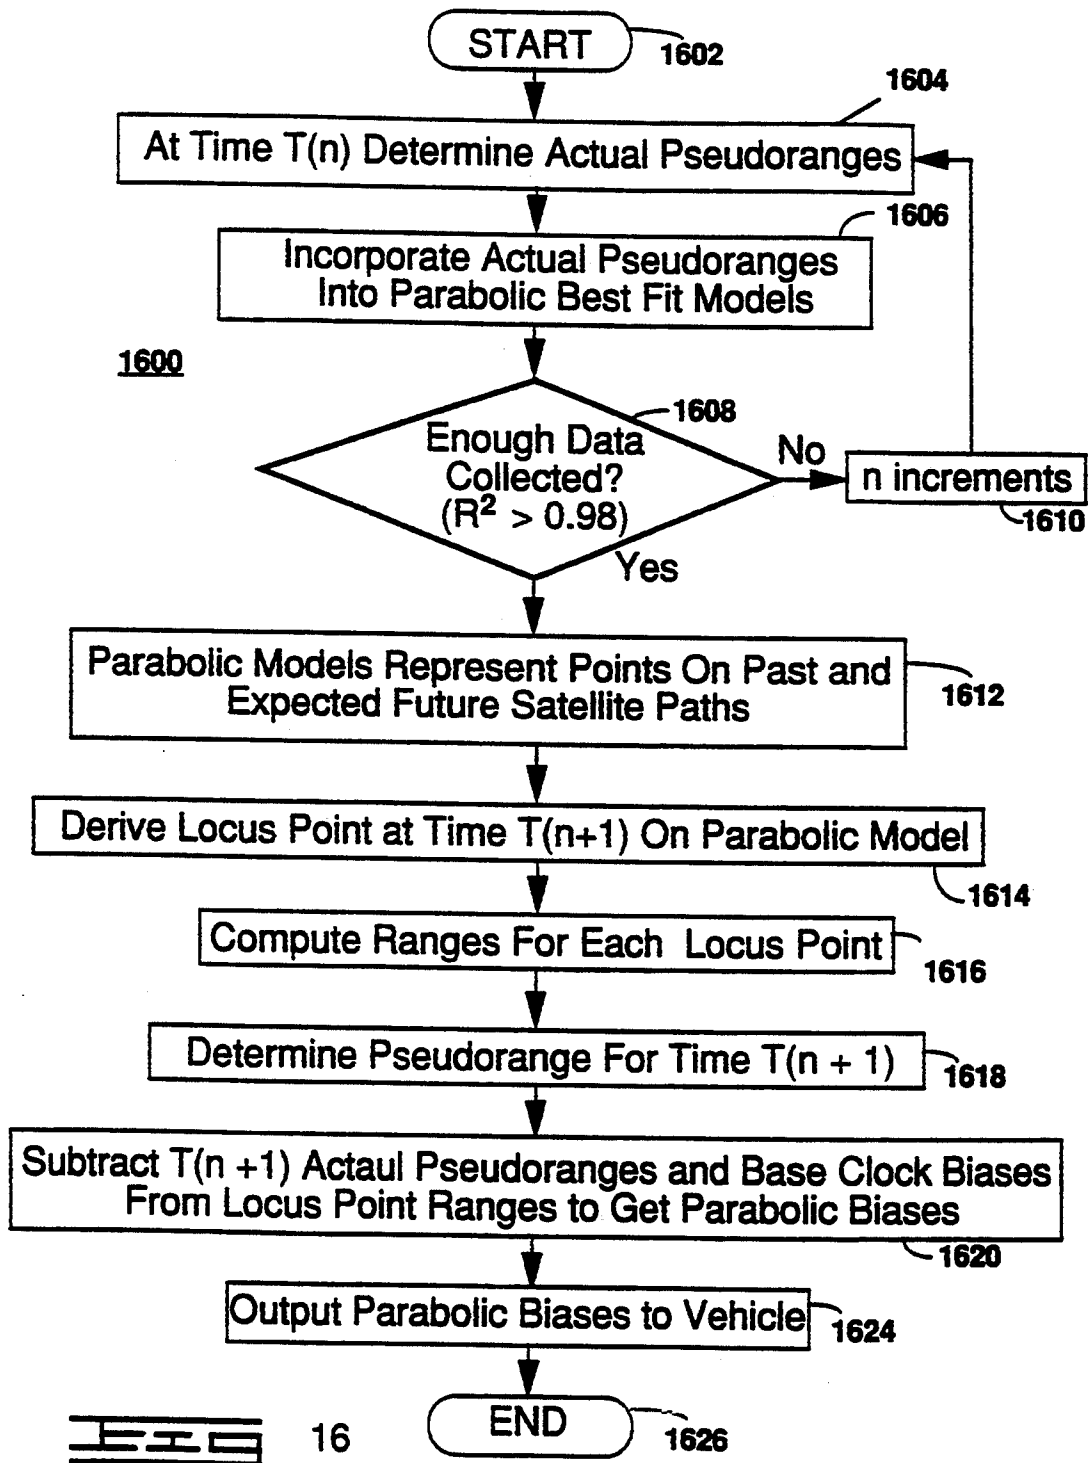 START
1602
1604
At Time T(n) Determine Actual Pseudoranges
1606
Incorporate Actual Pseudoranges
Into Parabolic Best Fit Models
1600
1608
Enough Data
Collected?
(R² > 0.98)
No
n increments
1610
Yes
Parabolic Models Represent Points On Past and
Expected Future Satellite Paths
1612
Derive Locus Point at Time T(n+1) On Parabolic Model
1614
Compute Ranges For Each Locus Point
1616
Determine Pseudorange For Time T(n + 1)
1618
Subtract T(n +1) Actaul Pseudoranges and Base Clock Biases
From Locus Point Ranges to Get Parabolic Biases
1620
Output Parabolic Biases to Vehicle
1624
END
1626
FIG 16